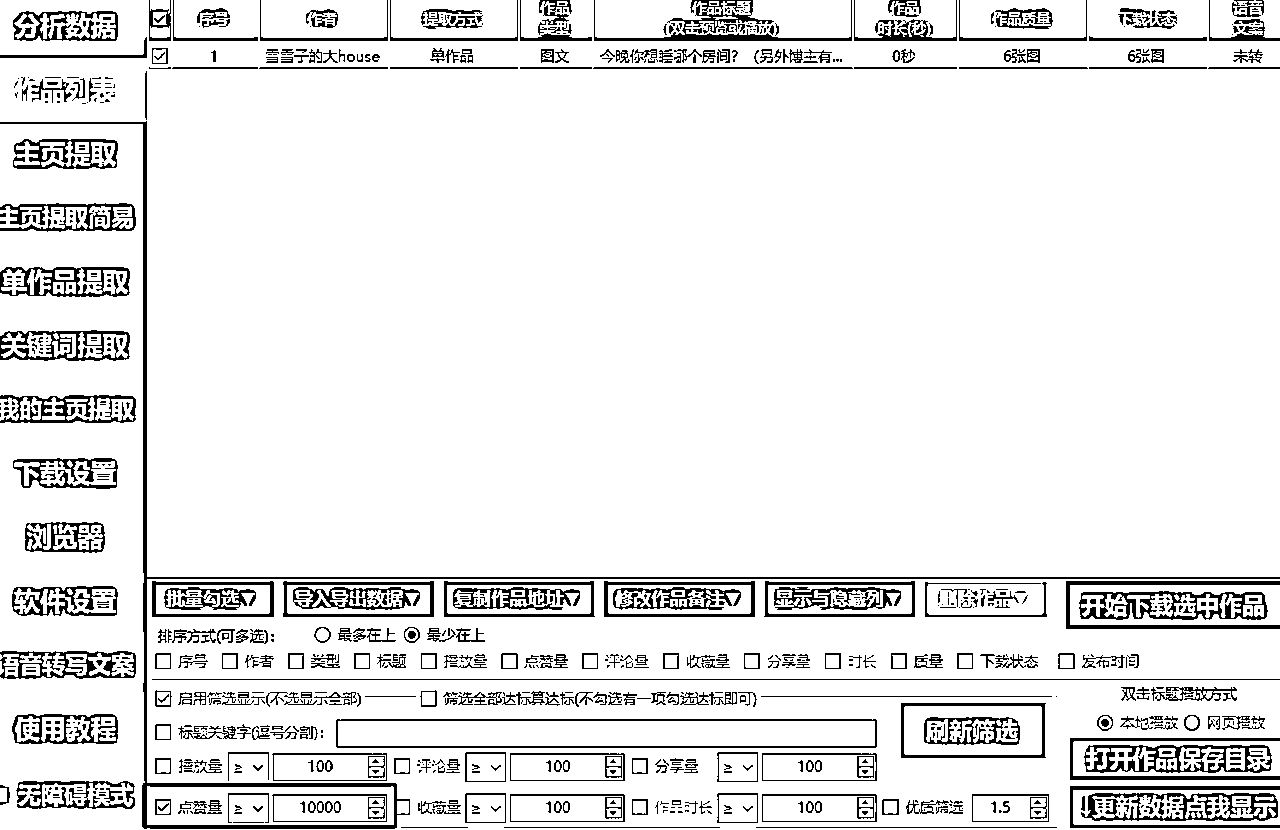 分析数据
作品列表
主页提取
主页提取简易
单作品提取
关键词提取
我的主页提取
下载设置
浏览器
软件设置
语音转写文案
使用教程
无障碍模式
序号 作者 提取方式 作品类型 作品标题(双击预览或播放) 作品时长(秒) 作品质量 下载状态 语音文案
1 雪雪子的大house 单作品 图文 今晚你想睡哪个房间? (另外博主有... 0秒 6张图 6张图 未转
批量勾选▽ 导入导出数据▽ 复制作品地址▽ 修改作品备注▽ 显示与隐藏列▽ 删除作品▽ 开始下载选中作品
排序方式(可多选): 最多在上 最少在上
序号 作者 类型 标题 播放量 点赞量 评论量 收藏量 分享量 时长 质量 下载状态 发布时间
启用筛选显示(不选显示全部) 筛选全部达标算达标(不勾选有一项勾选达标即可)
标题关键字(逗号分割): 刷新筛选
播放量 ≥ 100 评论量 ≥ 100 分享量 ≥ 100
点赞量 ≥ 10000 收藏量 ≥ 100 作品时长 ≥ 100 优质筛选 1.5
双击标题播放方式
本地播放 网页播放
打开作品保存目录
更新数据点我显示